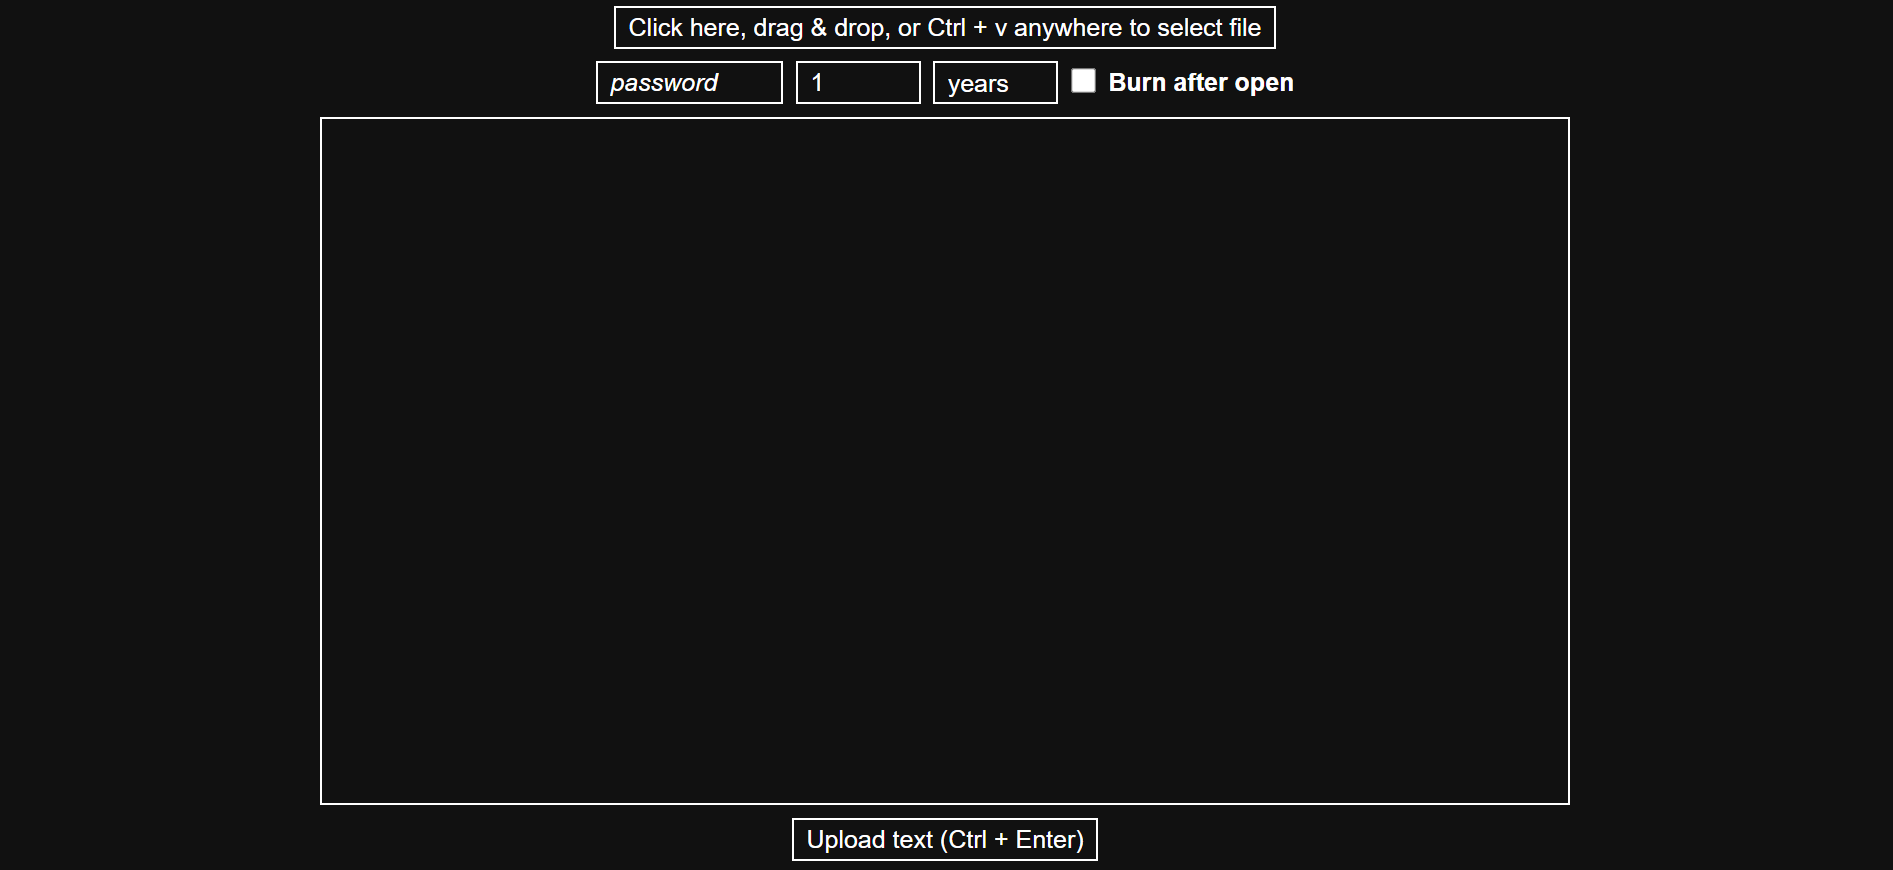 Click here, drag & drop, or Ctrl + v anywhere to select file
password 1 years Burn after open
Upload text (Ctrl + Enter)